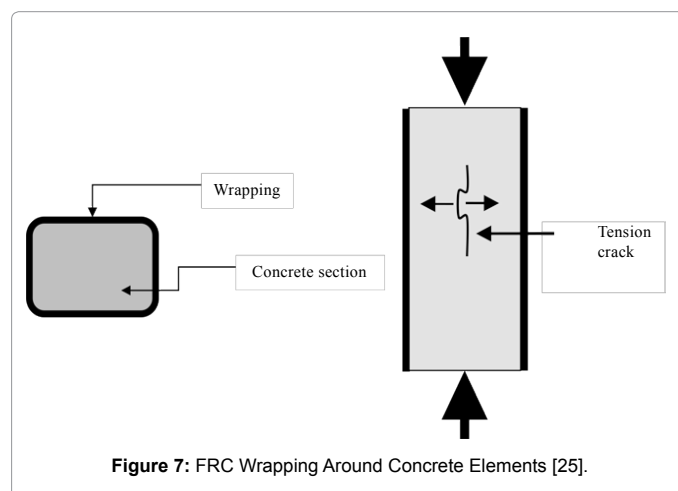 Wrapping
Concrete section
Tension
crack
Figure 7: FRC Wrapping Around Concrete Elements [25].